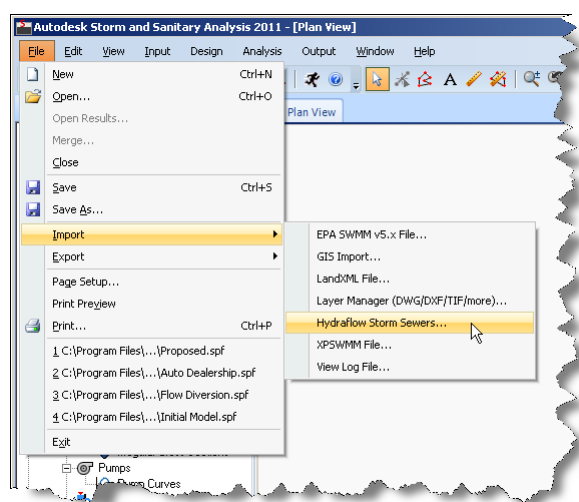 Autodesk Storm and Sanitary Analysis 2011 - [Plan View]
File Edit View Input Design Analysis Output Window Help
New Ctrl+N
Open... Ctrl+O
Open Results...
Merge...
Close
Save Ctrl+S
Save As...
Import
Export
Page Setup...
Print Preview
Print... Ctrl+P
1 C:\Program Files\...\Proposed.spf
2 C:\Program Files\...\Auto Dealership.spf
3 C:\Program Files\...\Flow Diversion.spf
4 C:\Program Files\...\Initial Model.spf
Exit
Plan View
EPA SWMM v5.x File...
GIS Import...
LandXML File...
Layer Manager (DWG/DXF/TIF/more)...
Hydraflow Storm Sewers...
XPSWMM File...
View Log File...
Pumps
Pump Curves